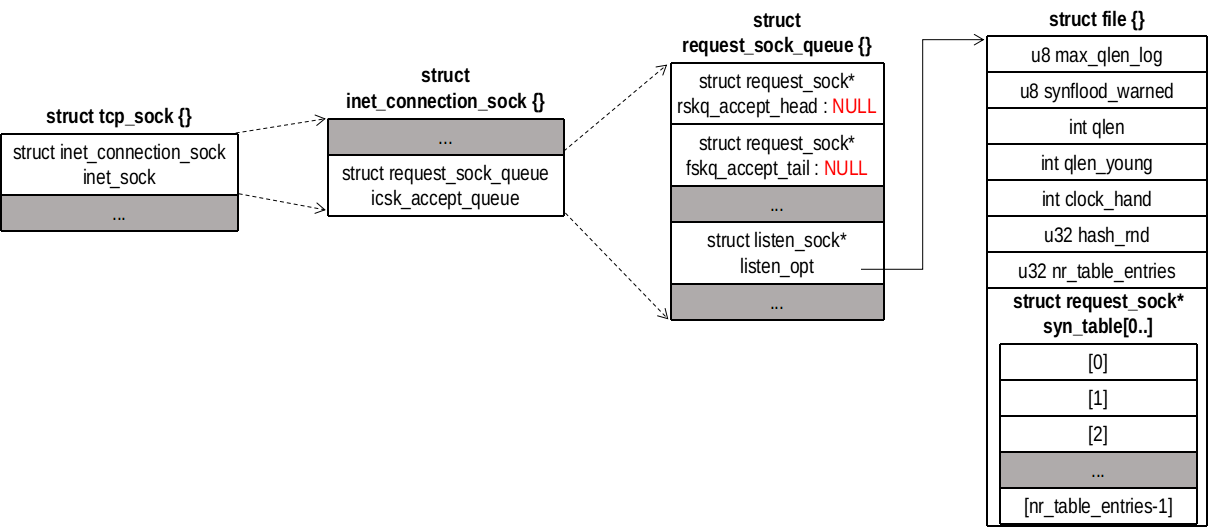 struct tcp_sock {}
struct inet_connection_sock
inet_sock
...
struct
inet_connection_sock {}
...
struct request_sock_queue
icsk_accept_queue
struct
request_sock_queue {}
struct request_sock*
rskq_accept_head : NULL
struct request_sock*
fskq_accept_tail : NULL
...
struct listen_sock*
listen_opt
...
struct file {}
u8 max_qlen_log
u8 synflood_warned
int qlen
int qlen_young
int clock_hand
u32 hash_rnd
u32 nr_table_entries
struct request_sock*
syn_table[0..]
[0]
[1]
[2]
...
[nr_table_entries-1]